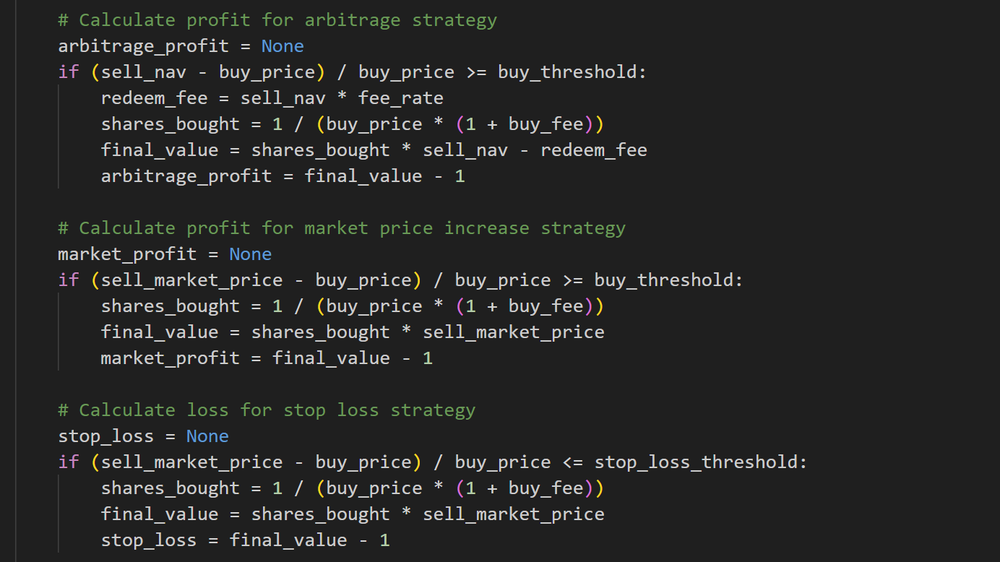 # Calculate profit for arbitrage strategy
arbitrage_profit = None
if (sell_nav - buy_price) / buy_price >= buy_threshold:
    redeem_fee = sell_nav * fee_rate
    shares_bought = 1 / (buy_price * (1 + buy_fee))
    final_value = shares_bought * sell_nav - redeem_fee
    arbitrage_profit = final_value - 1

# Calculate profit for market price increase strategy
market_profit = None
if (sell_market_price - buy_price) / buy_price >= buy_threshold:
    shares_bought = 1 / (buy_price * (1 + buy_fee))
    final_value = shares_bought * sell_market_price
    market_profit = final_value - 1

# Calculate loss for stop loss strategy
stop_loss = None
if (sell_market_price - buy_price) / buy_price <= stop_loss_threshold:
    shares_bought = 1 / (buy_price * (1 + buy_fee))
    final_value = shares_bought * sell_market_price
    stop_loss = final_value - 1